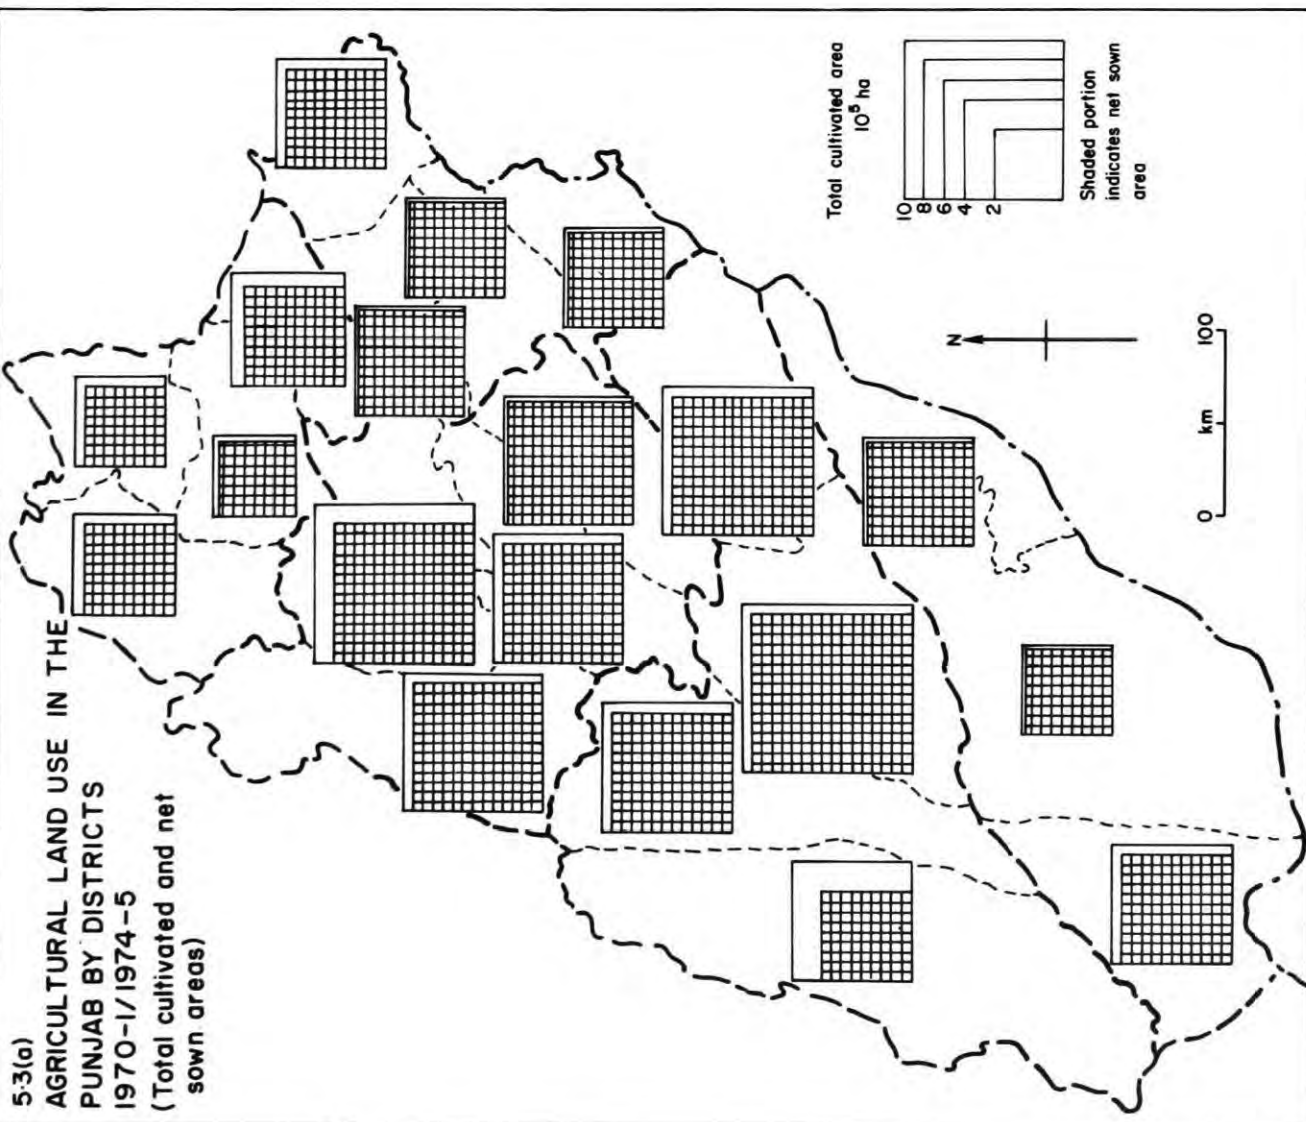 5·3(a)
AGRICULTURAL LAND USE IN THE
PUNJAB BY DISTRICTS
1970-1/1974-5
(Total cultivated and net
sown areas)
Total cultivated area
10⁵ ha
10
8
6
4
2
Shaded portion
indicates net sown
area
N
0 km 100